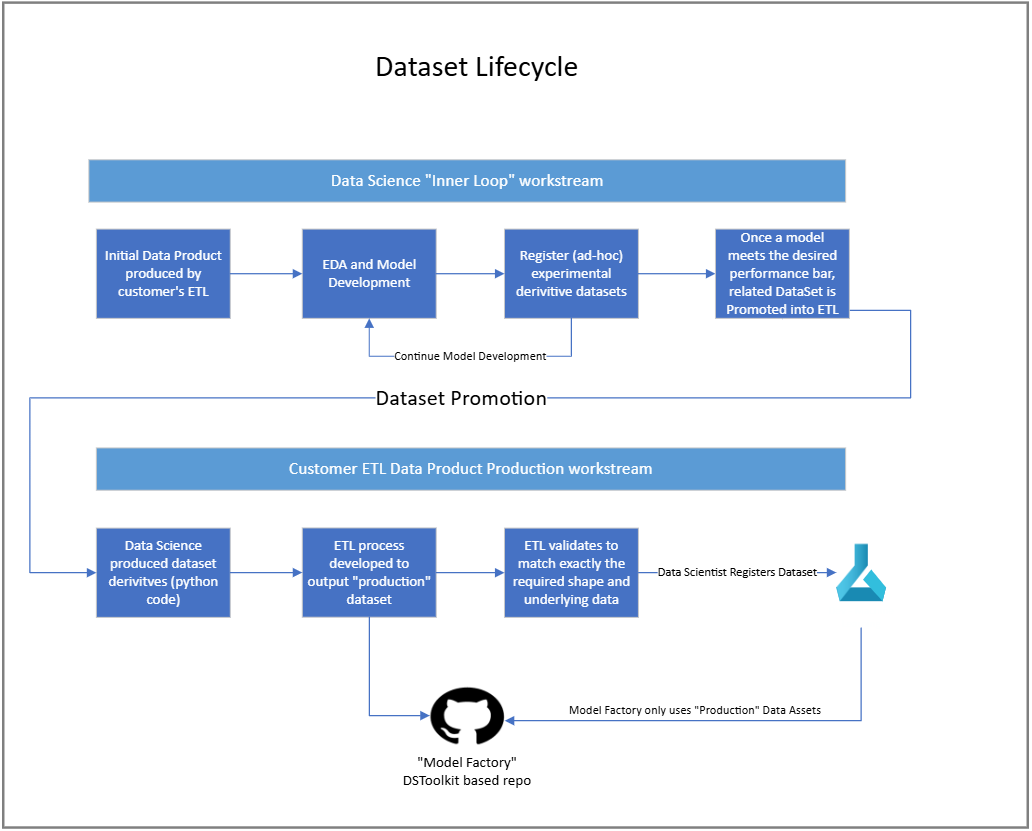 Dataset Lifecycle
Data Science "Inner Loop" workstream
Initial Data Product
produced by
customer's ETL
EDA and Model
Development
Register (ad-hoc)
experimental
derivitive datasets
Once a model
meets the desired
performance bar,
related DataSet is
Promoted into ETL
Continue Model Development
Dataset Promotion
Customer ETL Data Product Production workstream
Data Science
produced dataset
derivitves (python
code)
ETL process
developed to
output "production"
dataset
ETL validates to
match exactly the
required shape and
underlying data
Data Scientist Registers Dataset
Model Factory only uses "Production" Data Assets
"Model Factory"
DSToolkit based repo